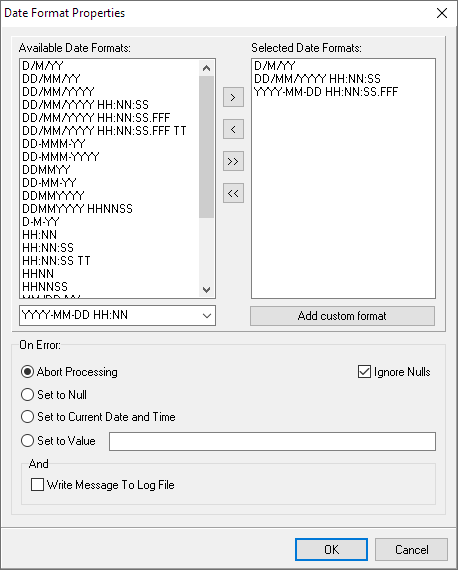 Date Format Properties
Available Date Formats:
D/M/YY
DD/MM/YY
DD/MM/YYYY
DD/MM/YYYY HH:NN:SS
DD/MM/YYYY HH:NN:SS.FFF
DD/MM/YYYY HH:NN:SS.FFF TT
DD-MMM-YY
DD-MMM-YYYY
DDMMYY
DD-MM-YY
DDMMYYYY
DDMMYYYY HHNNSS
D-M-YY
HH:NN
HH:NN:SS
HH:NN:SS TT
HHNN
HHNNSS
MM/DD/YY
YYYY-MM-DD HH:NN
>
<
>>
<<
Selected Date Formats:
D/M/YY
DD/MM/YYYY HH:NN:SS
YYYY-MM-DD HH:NN:SS.FFF
Add custom format
On Error:
Abort Processing
Ignore Nulls
Set to Null
Set to Current Date and Time
Set to Value
And
Write Message To Log File
OK
Cancel